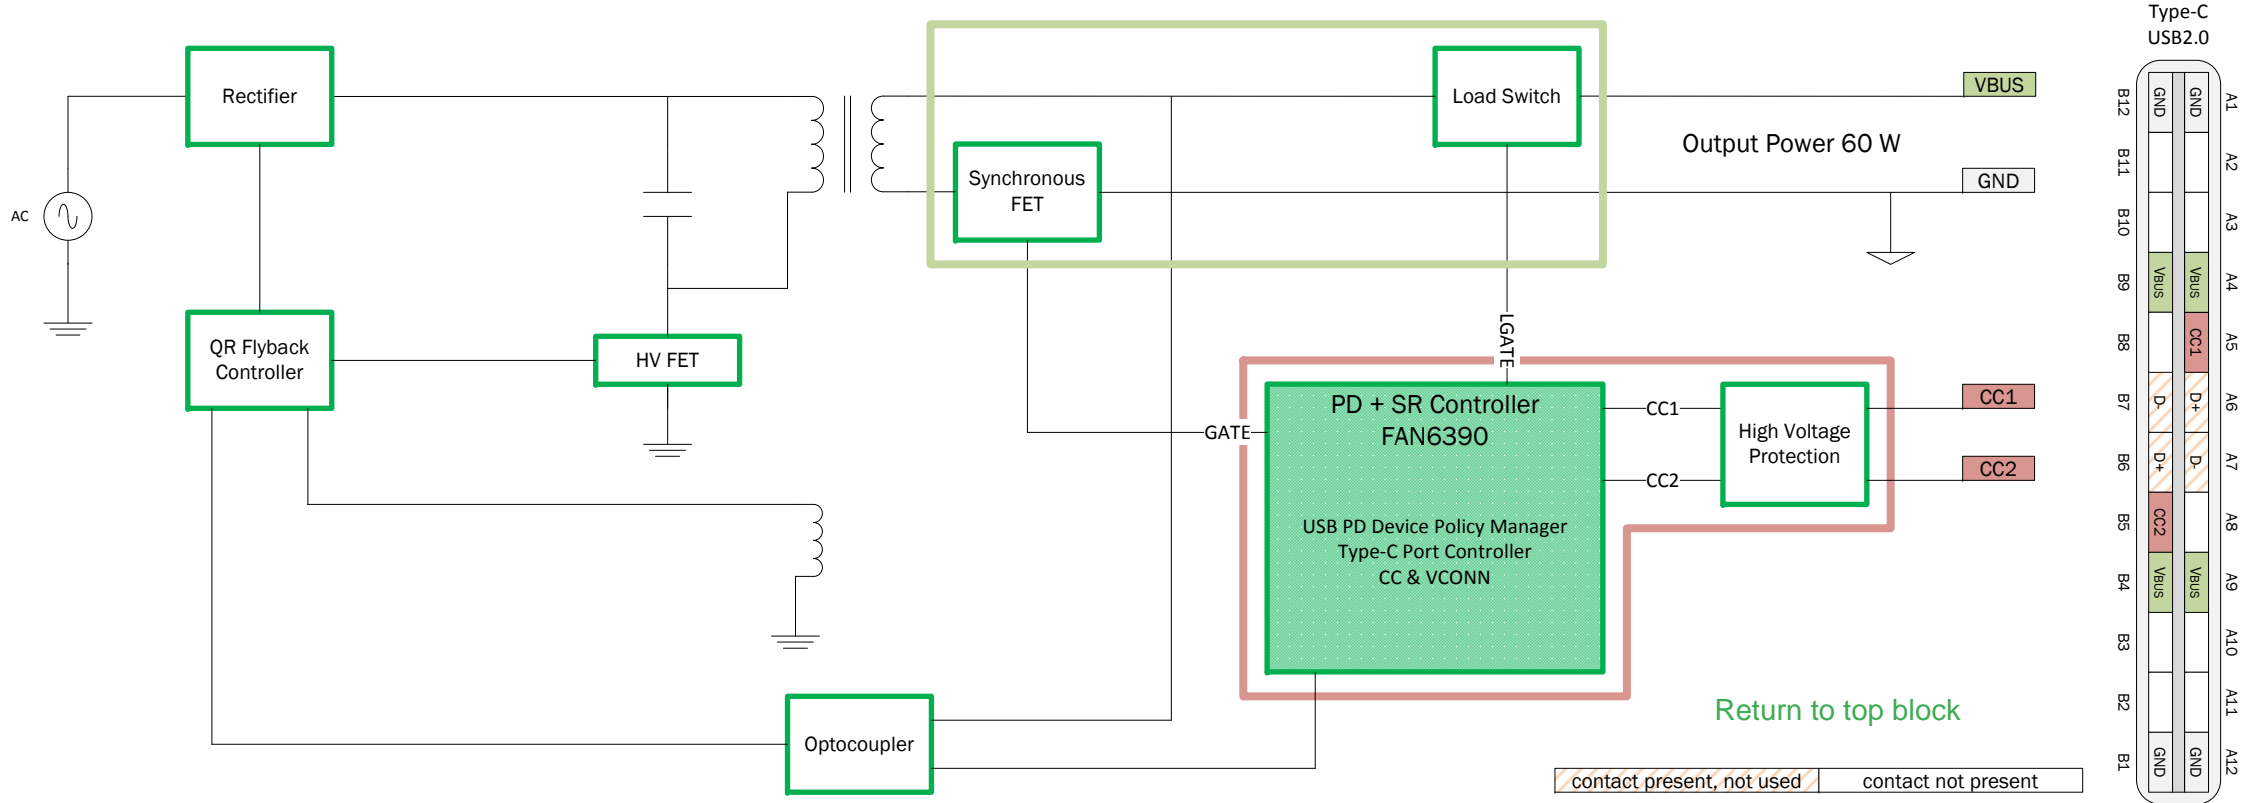 Type-C
USB2.0
Rectifier
Load Switch
VBUS
Output Power 60 W
Synchronous
FET
GND
AC
QR Flyback
Controller
HV FET
LGATE
GATE
PD + SR Controller
FAN6390
USB PD Device Policy Manager
Type-C Port Controller
CC & VCONN
CC1
CC2
High Voltage
Protection
CC1
CC2
Optocoupler
Return to top block
contact present, not used
contact not present
B12 GND GND A1
B11 A2
B10 A3
B9 VBUS VBUS A4
B8 CC1 A5
B7 D- D+ A6
B6 D+ D- A7
B5 CC2 A8
B4 VBUS VBUS A9
B3 A10
B2 A11
B1 GND GND A12